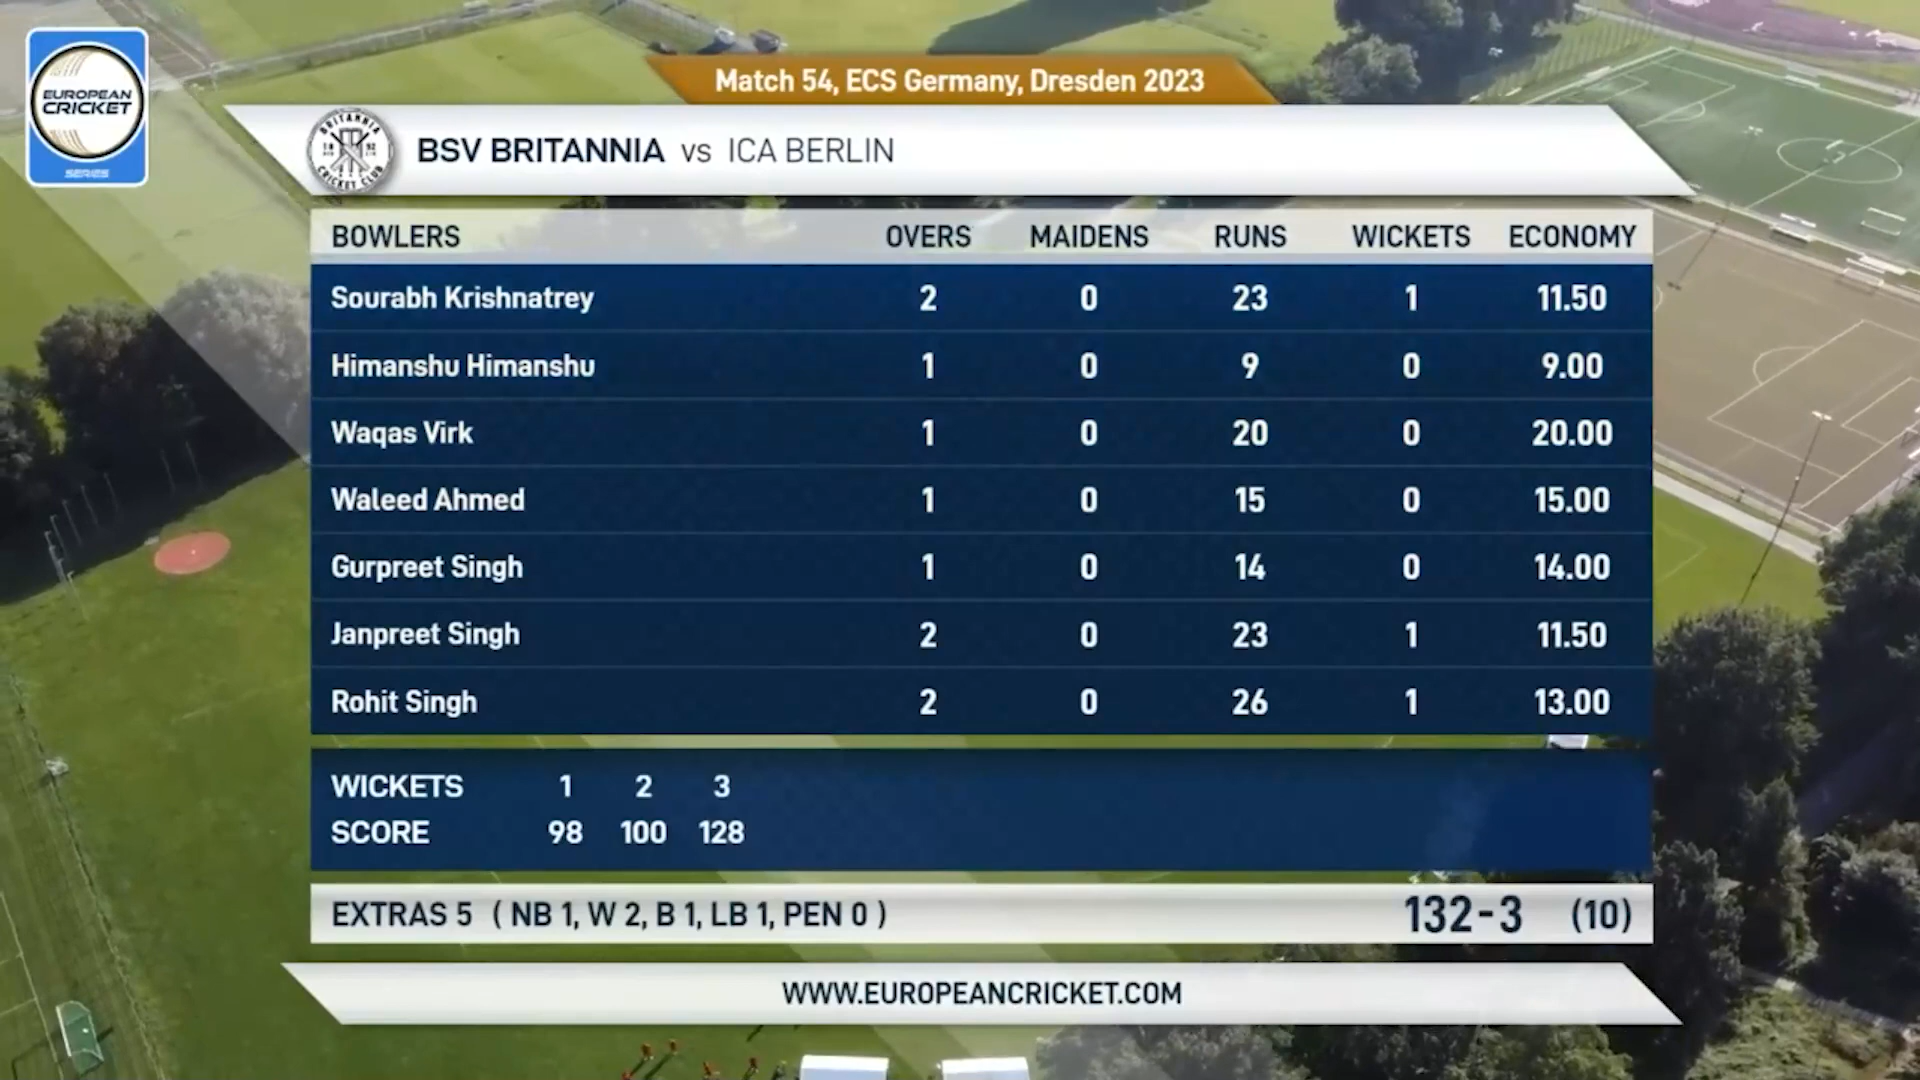 EUROPEAN
CRICKET
SERIES
Match 54, ECS Germany, Dresden 2023
BRITANNIA
18 92
CRICKET CLUB
BSV BRITANNIA vs ICA BERLIN
BOWLERS OVERS MAIDENS RUNS WICKETS ECONOMY
Sourabh Krishnatrey 2 0 23 1 11.50
Himanshu Himanshu 1 0 9 0 9.00
Waqas Virk 1 0 20 0 20.00
Waleed Ahmed 1 0 15 0 15.00
Gurpreet Singh 1 0 14 0 14.00
Janpreet Singh 2 0 23 1 11.50
Rohit Singh 2 0 26 1 13.00
WICKETS 1 2 3
SCORE 98 100 128
EXTRAS 5 ( NB 1, W 2, B 1, LB 1, PEN 0 ) 132-3 (10)
WWW.EUROPEANCRICKET.COM